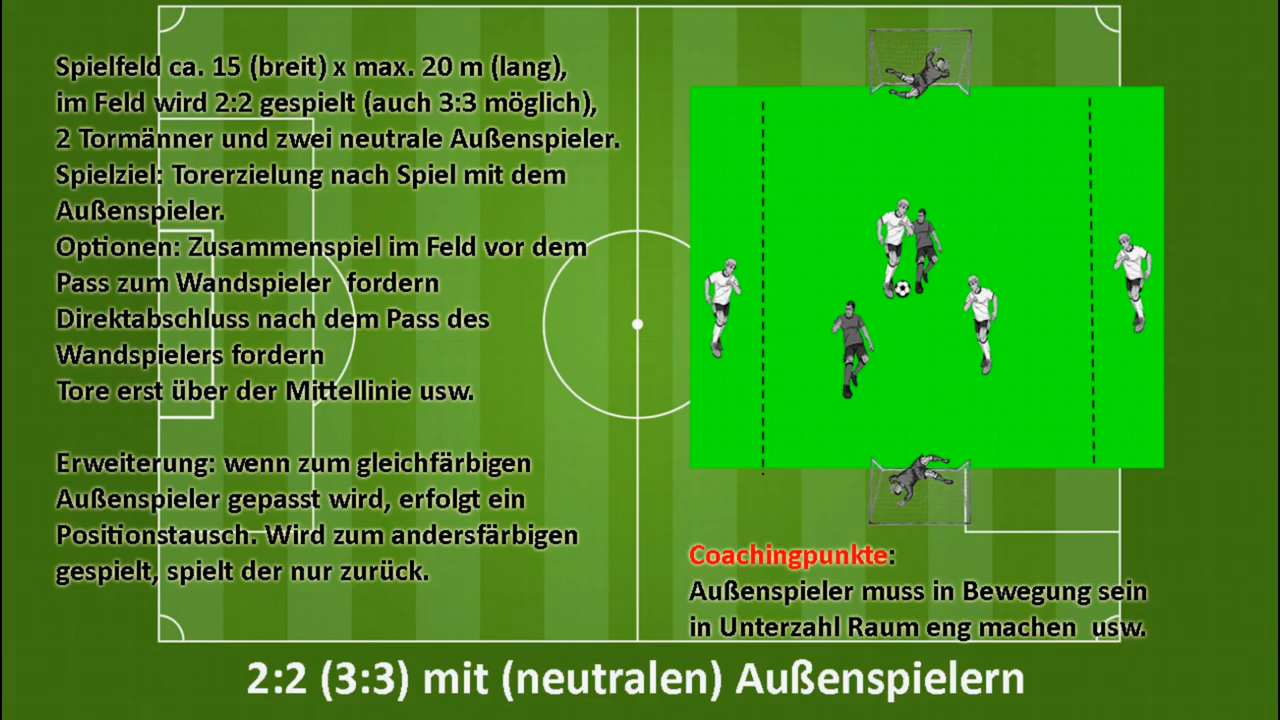 Spielfeld ca. 15 (breit) x max. 20 m (lang),
im Feld wird 2:2 gespielt (auch 3:3 möglich),
2 Tormänner und zwei neutrale Außenspieler.
Spielziel: Torerzielung nach Spiel mit dem
Außenspieler.
Optionen: Zusammenspiel im Feld vor dem
Pass zum Wandspieler fordern
Direktabschluss nach dem Pass des
Wandspielers fordern
Tore erst über der Mittellinie usw.
Erweiterung: wenn zum gleichfärbigen
Außenspieler gepasst wird, erfolgt ein
Positionstausch. Wird zum andersfärbigen
gespielt, spielt der nur zurück.
Coachingpunkte:
Außenspieler muss in Bewegung sein
in Unterzahl Raum eng machen usw.
2:2 (3:3) mit (neutralen) Außenspielern